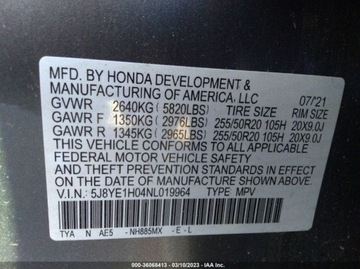 MFD. BY HONDA DEVELOPMENT &
MANUFACTURING OF AMERICA, LLC 07/21
GVWR 2640KG (5820LBS) TIRE SIZE RIM SIZE
GAWR F 1350KG (2976LBS) 255/50R20 105H 20X9.0J
GAWR R 1345KG (2965LBS) 255/50R20 105H 20X9.0J
THIS VEHICLE CONFORMS TO ALL APPLICABLE
FEDERAL MOTOR VEHICLE SAFETY AND THEFT
PREVENTION STANDARDS IN EFFECT ON THE DATE
OF MANUFACTURE SHOWN ABOVE.
5J8YE1H04NL019964 TYPE: MPV
TYA N AE5 -NH885MX -E-L
Stock: 36068413 | 03/10/2023 | iaai.com